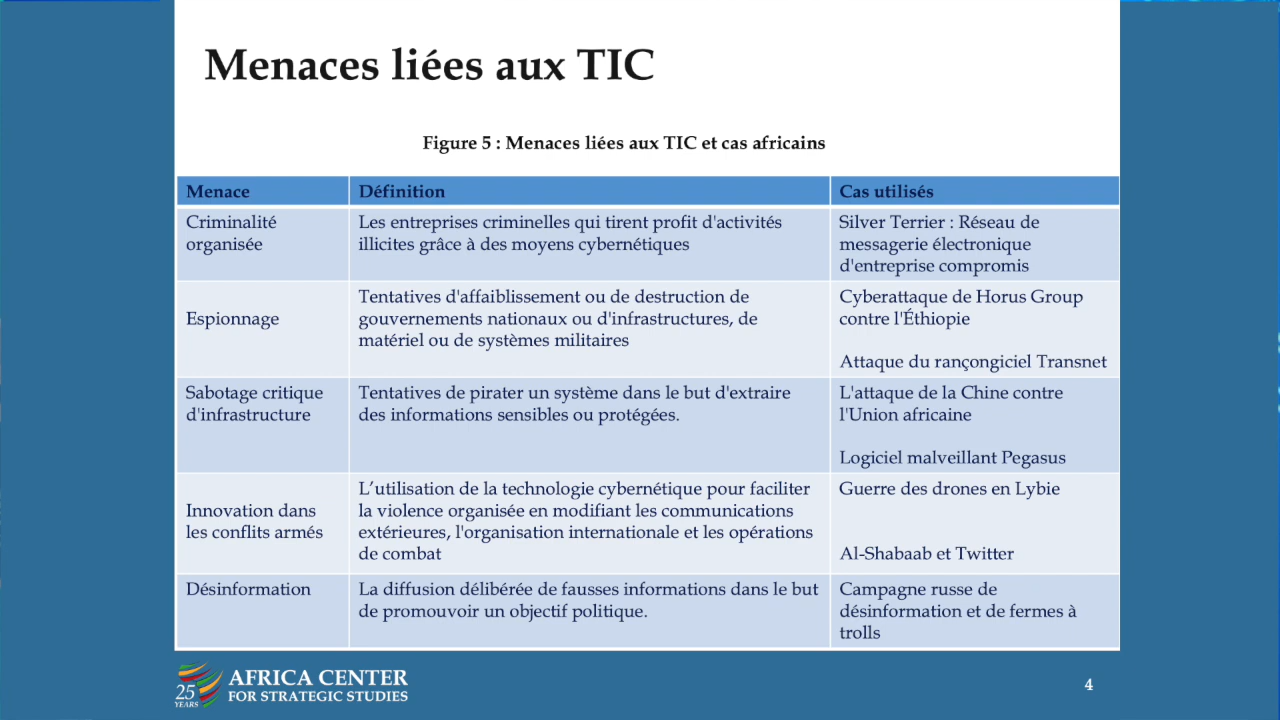 Menaces liées aux TIC
Figure 5 : Menaces liées aux TIC et cas africains
Menace
Définition
Cas utilisés
Criminalité
organisée
Les entreprises criminelles qui tirent profit d'activités
illicites grâce à des moyens cybernétiques
Silver Terrier : Réseau de
messagerie électronique
d'entreprise compromis
Espionnage
Tentatives d'affaiblissement ou de destruction de
gouvernements nationaux ou d'infrastructures, de
matériel ou de systèmes militaires
Cyberattaque de Horus Group
contre l'Éthiopie
Attaque du rançongiciel Transnet
Sabotage critique
d'infrastructure
Tentatives de pirater un système dans le but d'extraire
des informations sensibles ou protégées.
L'attaque de la Chine contre
l'Union africaine
Logiciel malveillant Pegasus
Innovation dans
les conflits armés
L’utilisation de la technologie cybernétique pour faciliter
la violence organisée en modifiant les communications
extérieures, l'organisation internationale et les opérations
de combat
Guerre des drones en Lybie
Al-Shabaab et Twitter
Désinformation
La diffusion délibérée de fausses informations dans le but
de promouvoir un objectif politique.
Campagne russe de
désinformation et de fermes à
trolls
25
YEARS
AFRICA CENTER
FOR STRATEGIC STUDIES
4